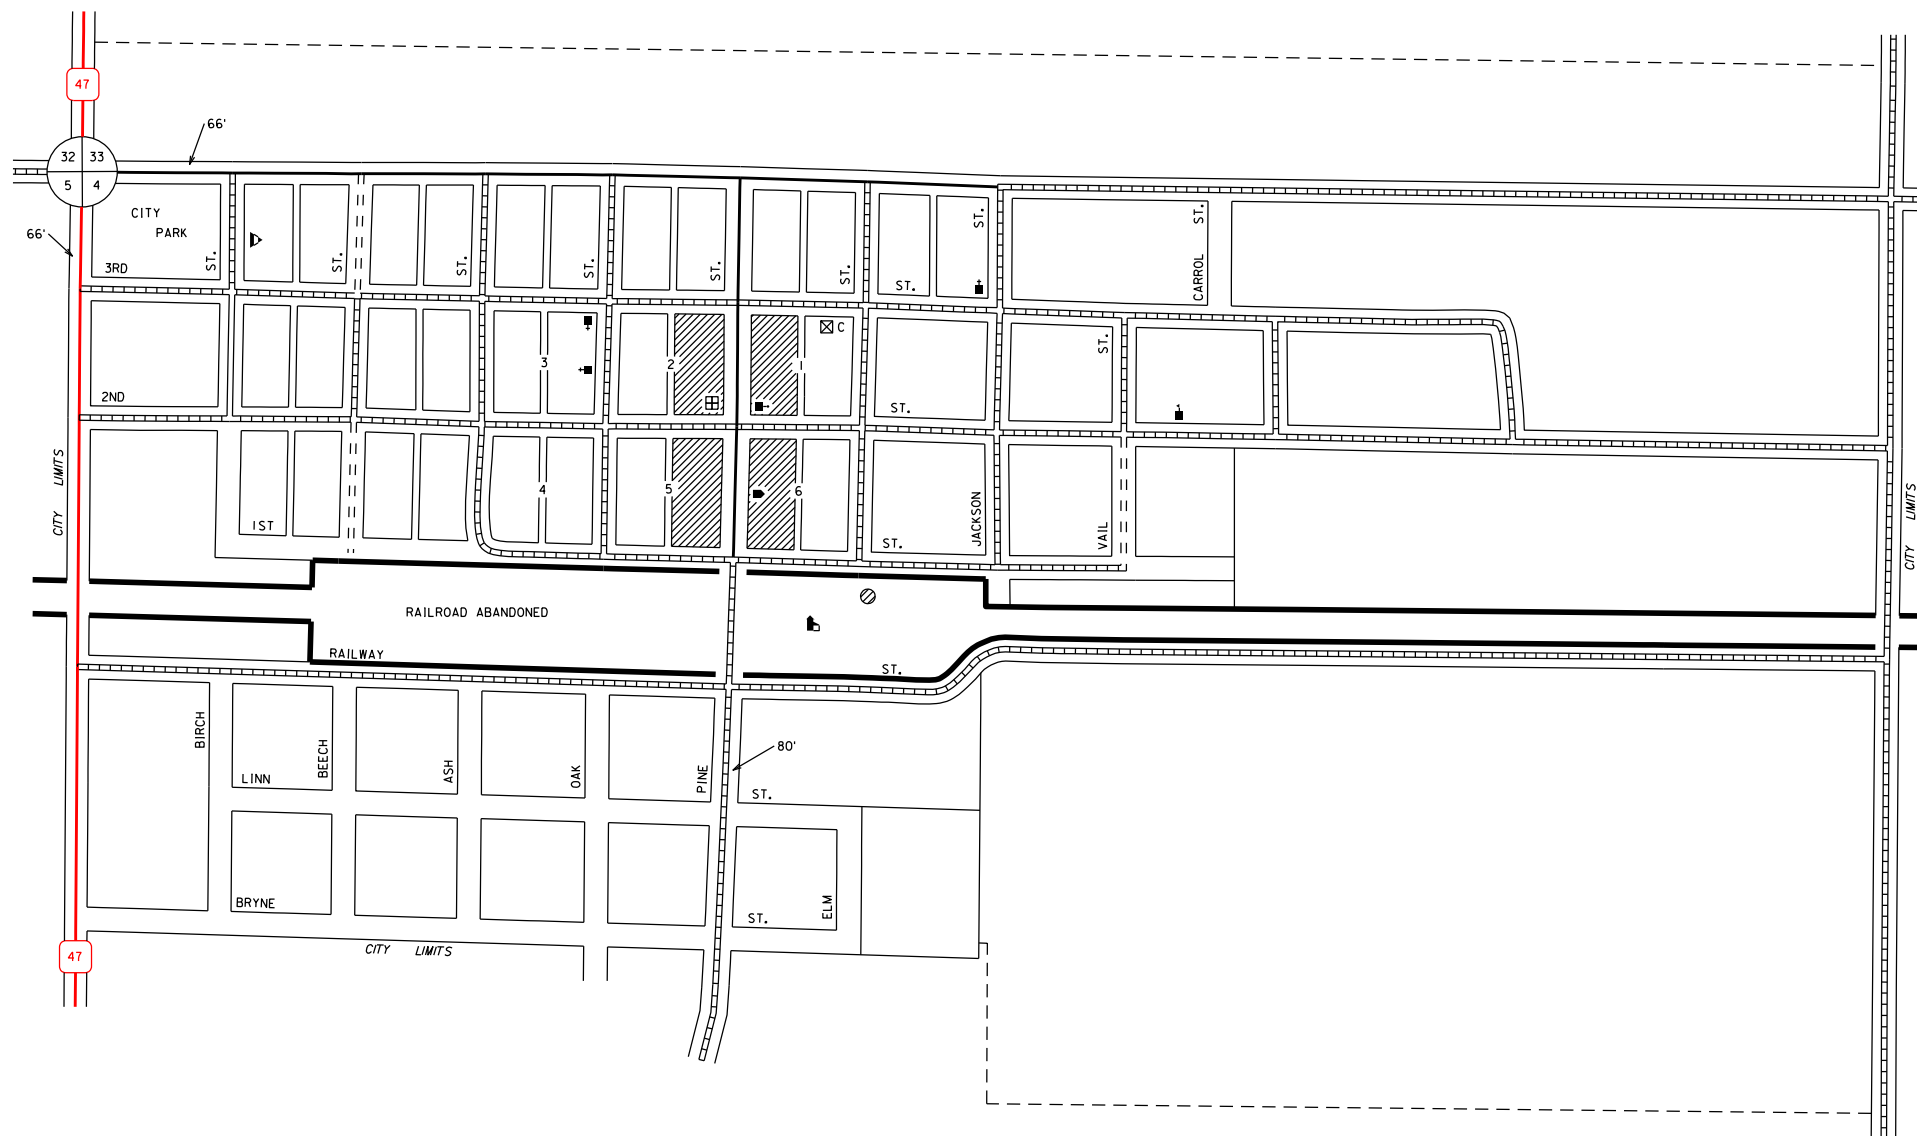 47
66'
32 33
5 4
66'
CITY
PARK
3RD
ST.
ST.
ST.
ST.
ST.
ST.
ST.
ST.
CARROL ST.
2ND
3
2
1
C
ST.
ST.
CITY LIMITS
1ST
4
5
6
ST.
JACKSON
VAIL
CITY LIMITS
RAILROAD ABANDONED
RAILWAY
ST.
BIRCH
LINN
BEECH
ASH
OAK
PINE
80'
ST.
BRYNE
ST.
ELM
CITY LIMITS
47